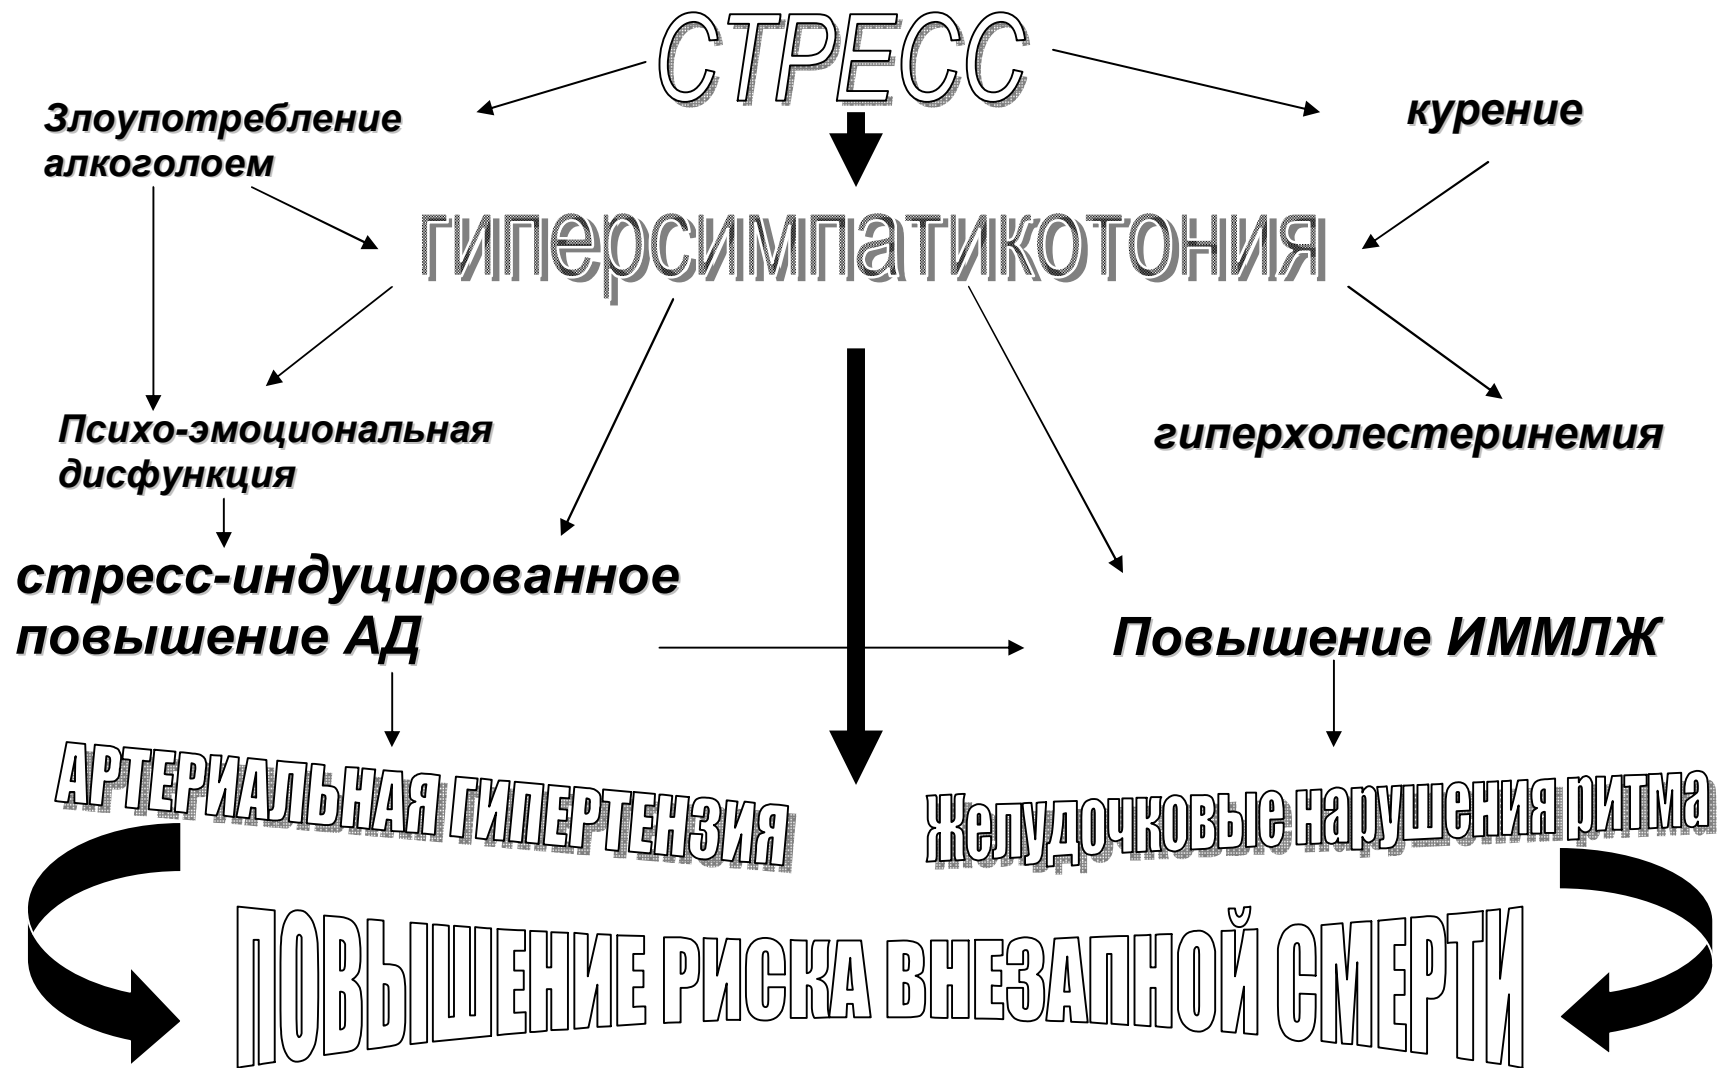 СТРЕСС
Злоупотребление
алкоголоем
курение
гиперсимпатикотония
Психо-эмоциональная
дисфункция
гиперхолестеринемия
стресс-индуцированное
повышение АД
Повышение ИММЛЖ
АРТЕРИАЛЬНАЯ ГИПЕРТЕНЗИЯ
Желудочковые нарушения ритма
ПОВЫШЕНИЕ РИСКА ВНЕЗАПНОЙ СМЕРТИ